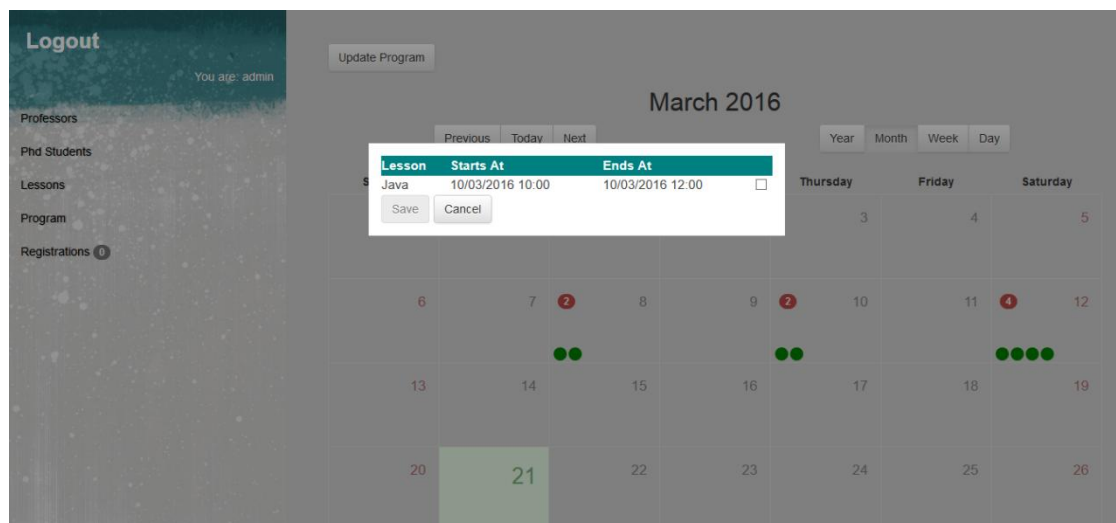 Logout
You are: admin
Professors
Phd Students
Lessons
Program
Registrations 0
Update Program
March 2016
Previous Today Next
Year Month Week Day
Lesson Starts At Ends At
Java 10/03/2016 10:00 10/03/2016 12:00
Save Cancel
S Thursday Friday Saturday
3 4 5
6 7 2 8 9 2 10 11 4 12
13 14 15 16 17 18 19
20 21 22 23 24 25 26